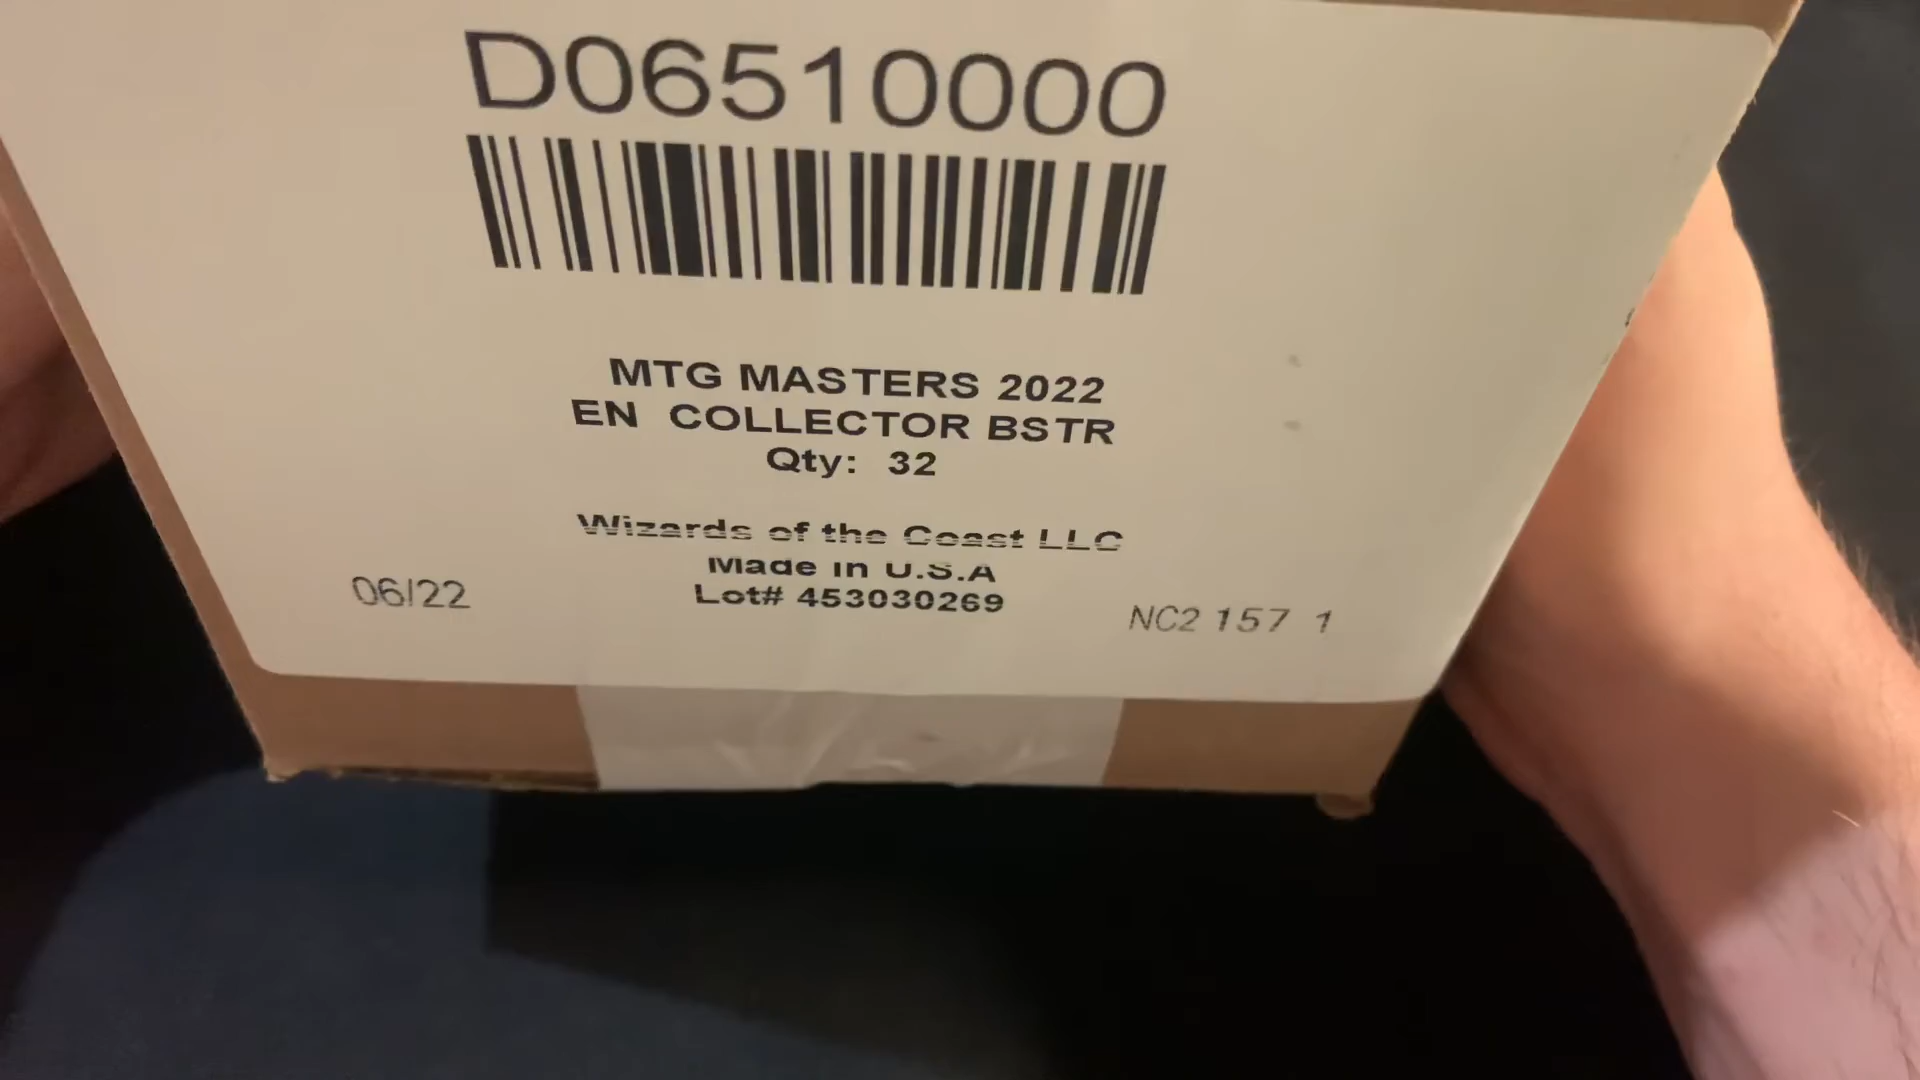 D06510000
MTG MASTERS 2022
EN COLLECTOR BSTR
Qty: 32
Wizards of the Coast LLC
Made in U.S.A
Lot# 453030269
06/22
NC2 157 1